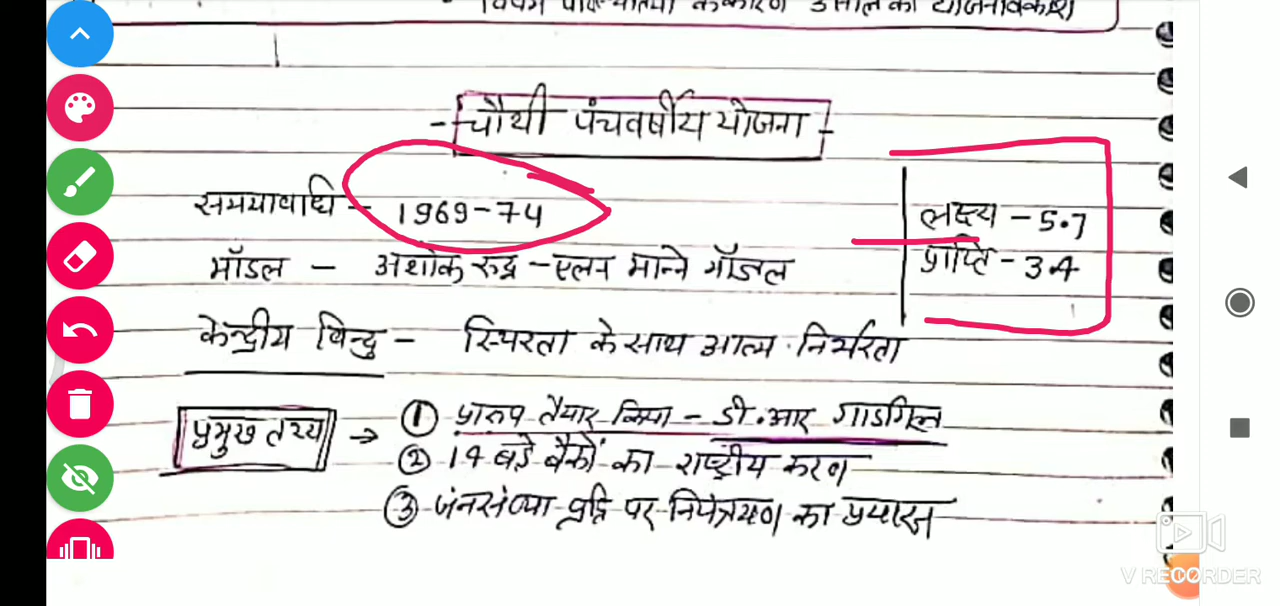 के कारण
- चौथी पंचवर्षीय योजना -
समयावधि - 1969-74
लक्ष्य - 5.7
मॉडल - अशोक रुद्र - एलन मान्ने मॉडल
प्राप्ति - 3.4
केन्द्रीय बिन्दु - स्थिरता के साथ आत्म निर्भरता
प्रमुख तथ्य → ① प्रारुप तैयार किया - डी.आर गाडगिल
② 14 बड़े बैंकों का राष्ट्रीय करण
③ जनसंख्या वृद्धि पर नियंत्रण का प्रयास
V RECORDER